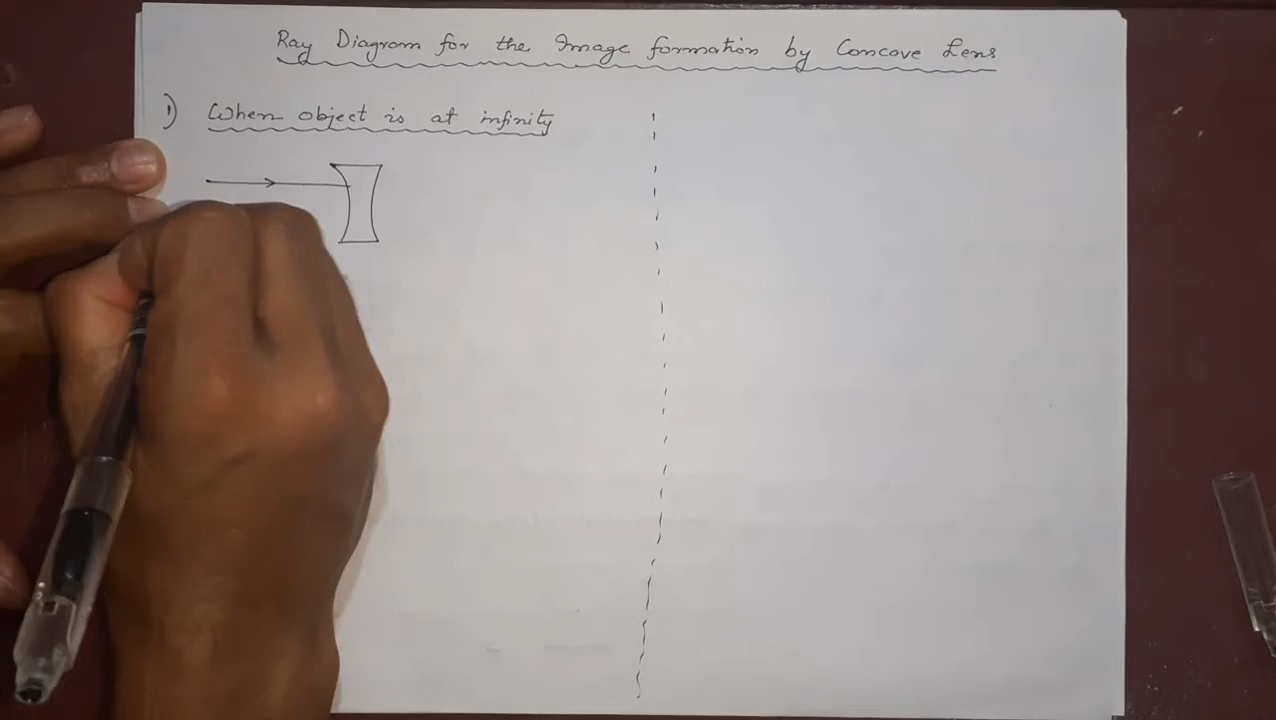 Ray Diagram for the Image formation by Concave Lens
1) When object is at infinity